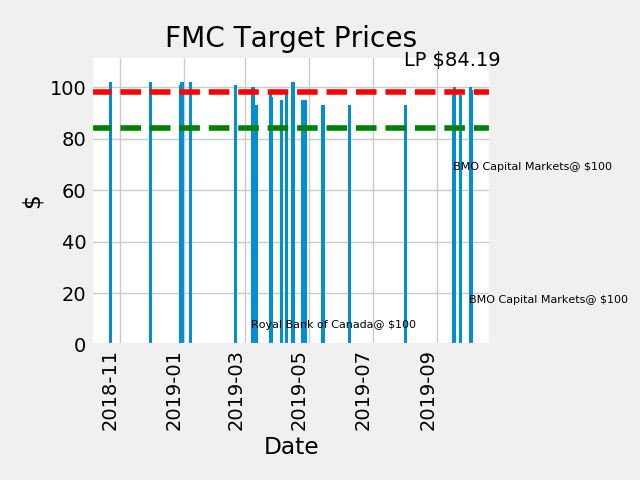 FMC Target Prices
LP $84.19
100
80
60
40
20
0
$
BMO Capital Markets@ $100
BMO Capital Markets@ $100
Royal Bank of Canada@ $100
2018-11
2019-01
2019-03
2019-05
2019-07
2019-09
Date